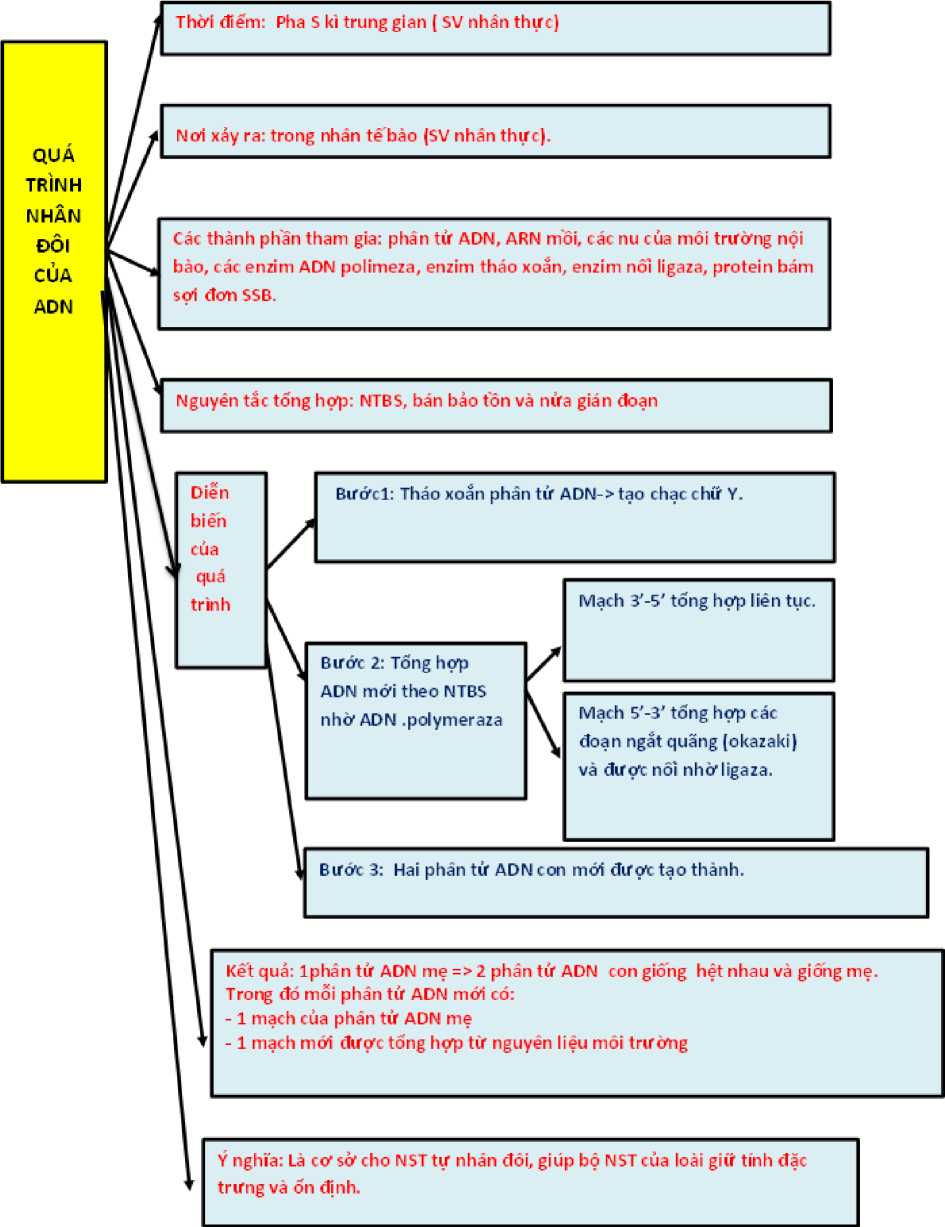 QUÁ
TRÌNH
NHÂN
ĐÔI
CỦA
ADN
Thời điểm: Pha S kì trung gian ( SV nhân thực)
Nơi xảy ra: trong nhân tế bào (SV nhân thực).
Các thành phần tham gia: phân tử ADN, ARN mồi, các nu của môi trường nội
bào, các enzim ADN polimeza, enzim tháo xoắn, enzim nối ligaza, protein bám
sợi đơn SSB.
Nguyên tắc tổng hợp: NTBS, bán bảo tồn và nửa gián đoạn
Diễn
biến
của
quá
trình
Bước1: Tháo xoắn phân tử ADN-> tạo chạc chữ Y.
Bước 2: Tổng hợp
ADN mới theo NTBS
nhờ ADN .polymeraza
Mạch 3’-5’ tổng hợp liên tục.
Mạch 5’-3’ tổng hợp các
đoạn ngắt quãng (okazaki)
và được nối nhờ ligaza.
Bước 3: Hai phân tử ADN con mới được tạo thành.
Kết quả: 1phân tử ADN mẹ => 2 phân tử ADN con giống hệt nhau và giống mẹ.
Trong đó mỗi phân tử ADN mới có:
- 1 mạch của phân tử ADN mẹ
- 1 mạch mới được tổng hợp từ nguyên liệu môi trường
Ý nghĩa: Là cơ sở cho NST tự nhân đôi, giúp bộ NST của loài giữ tính đặc
trưng và ổn định.